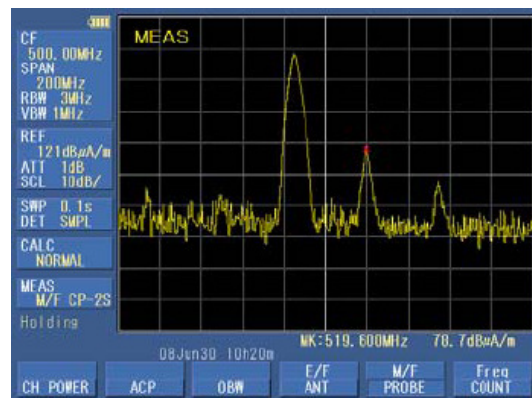 MEAS
CF
500.00MHz
SPAN
200MHz
RBW 3MHz
VBW 1MHz
REF
121dBμA/m
ATT 1dB
SCL 10dB/
SWP 0.1s
DET SMPL
CALC
NORMAL
MEAS
M/F CP-2S
Holding
MK:519.600MHz 78.7dBμA/m
08Jun30 10h20m
CH POWER
ACP
OBW
E/F
ANT
M/F
PROBE
Freq
COUNT